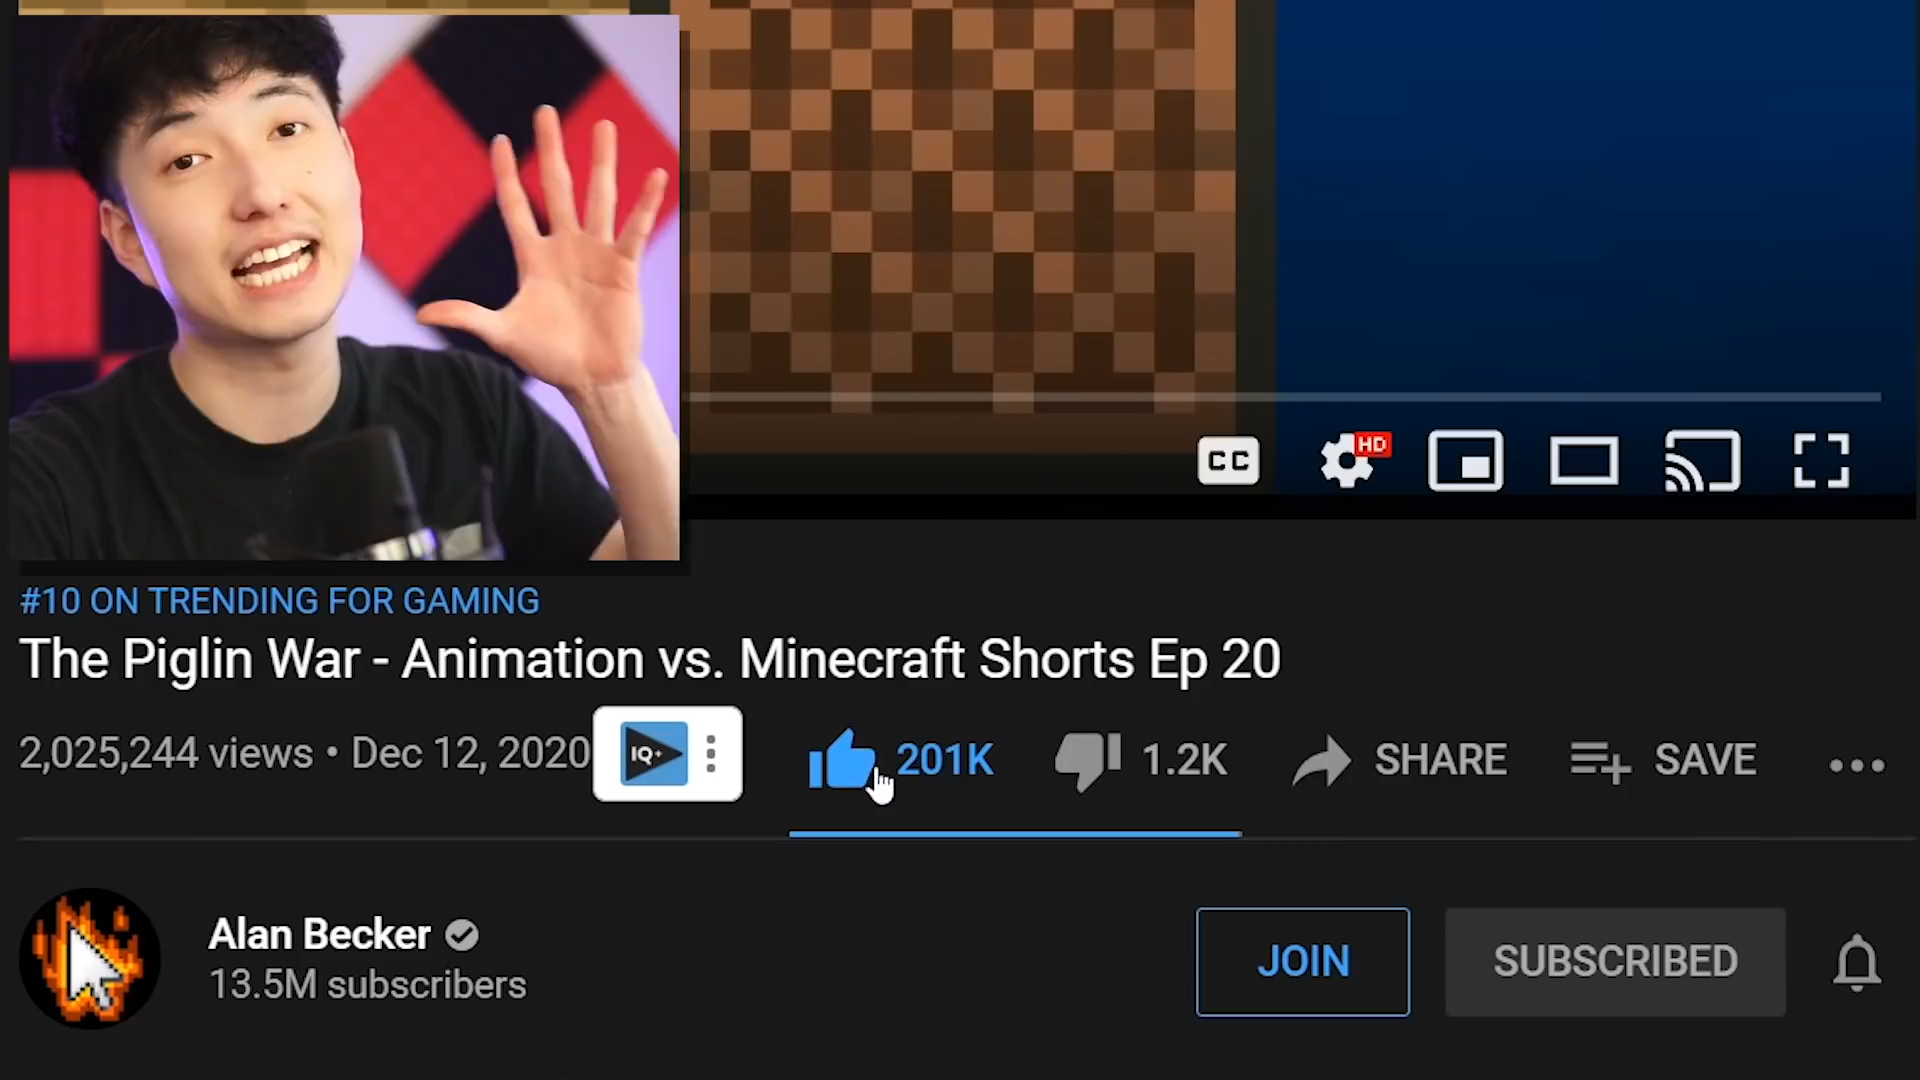 CC
HD
#10 ON TRENDING FOR GAMING
The Piglin War - Animation vs. Minecraft Shorts Ep 20
2,025,244 views • Dec 12, 2020
IQ+
201K
1.2K
SHARE
SAVE
Alan Becker
13.5M subscribers
JOIN
SUBSCRIBED